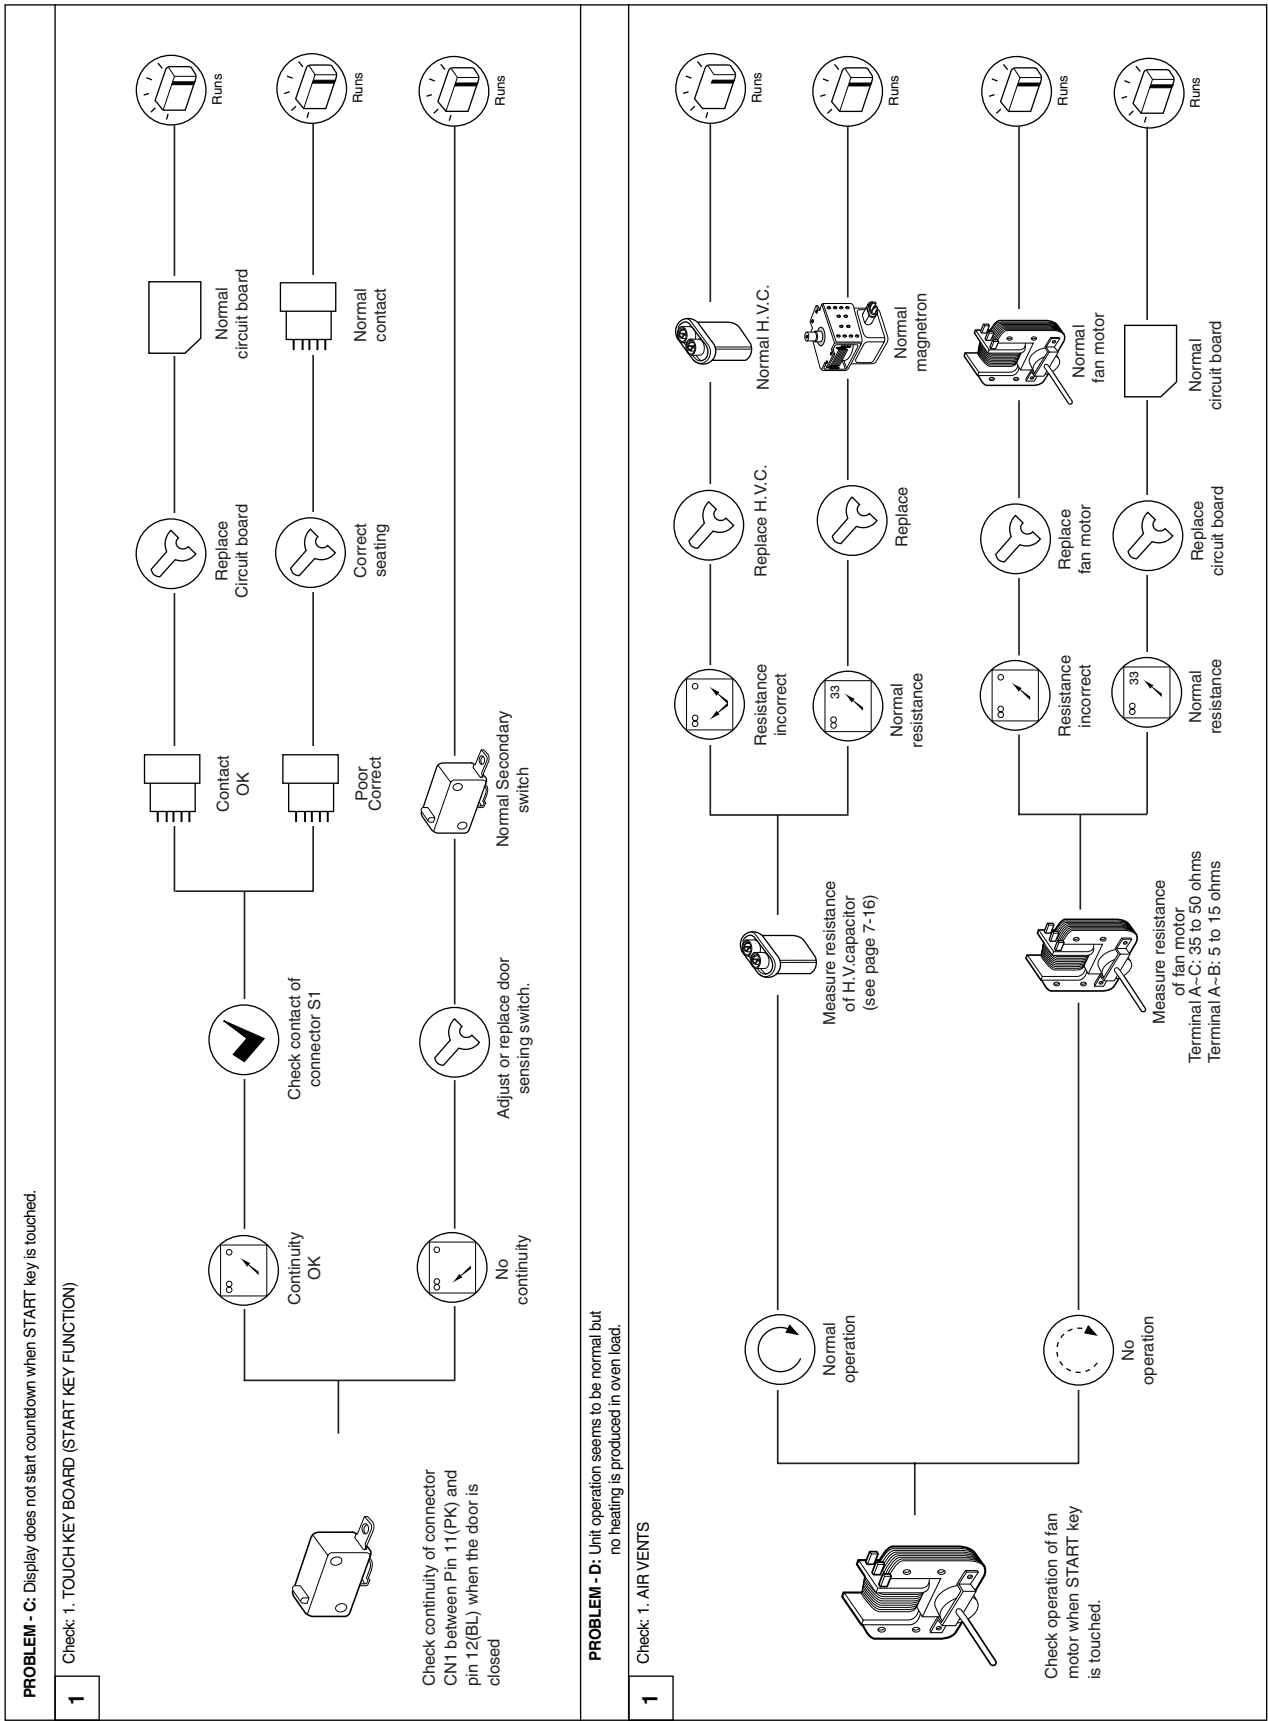 PROBLEM - C: Display does not start countdown when START key is touched.
1
Check: 1. TOUCH KEY BOARD (START KEY FUNCTION)
Check continuity of connector
CN1 between Pin 11(PK) and
pin 12(BL) when the door is
closed
Continuity
OK
Check contact of
connector S1
Contact
OK
Replace
Circuit board
Normal
circuit board
Runs
Poor
Correct
Correct
seating
Normal
contact
Runs
No
continuity
Adjust or replace door
sensing switch.
Normal Secondary
switch
Runs
PROBLEM - D: Unit operation seems to be normal but
no heating is produced in oven load.
1
Check: 1. AIR VENTS
Check operation of fan
motor when START key
is touched.
Normal
operation
Measure resistance
of H.V.capacitor
(see page 7-16)
Resistance
incorrect
Replace H.V.C.
Normal H.V.C.
Runs
33
Normal
resistance
Replace
Normal
magnetron
Runs
No
operation
Measure resistance
of fan motor
Terminal A~C: 35 to 50 ohms
Terminal A~B: 5 to 15 ohms
Resistance
incorrect
Replace
fan motor
Normal
fan motor
Runs
33
Normal
resistance
Replace
circuit board
Normal
circuit board
Runs